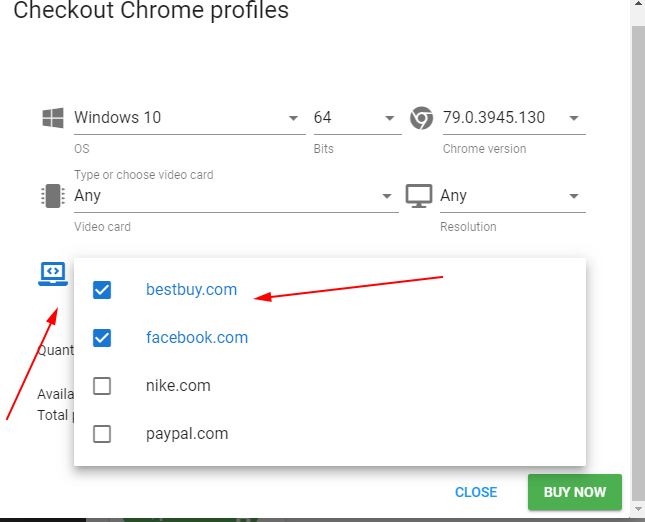 Checkout Chrome profiles
Windows 10 64 79.0.3945.130
OS Bits Chrome version
Type or choose video card
Any Any
Video card Resolution
bestbuy.com
facebook.com
Quant
nike.com
Availa
Total p
paypal.com
CLOSE BUY NOW